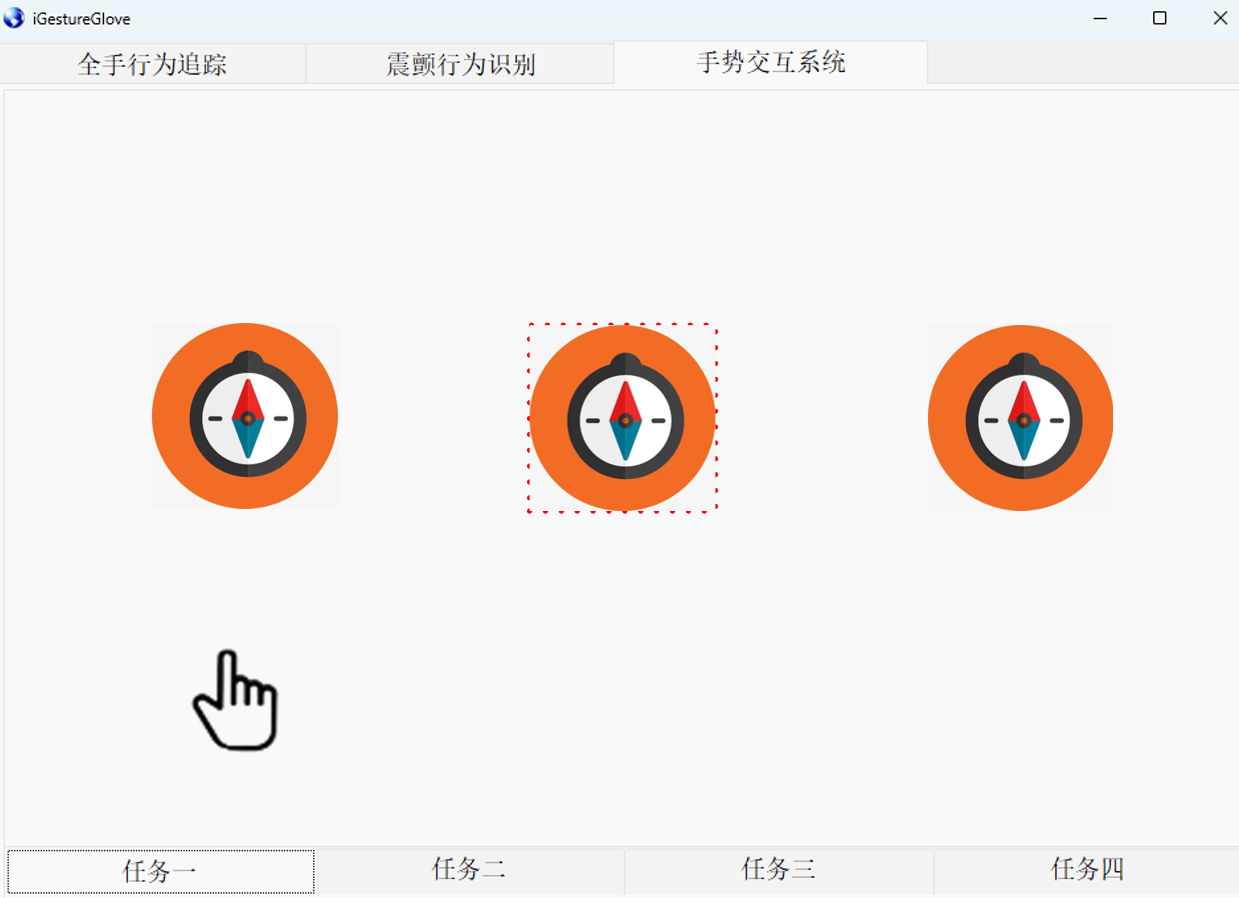 iGestureGlove
全手行为追踪
震颤行为识别
手势交互系统
任务一
任务二
任务三
任务四